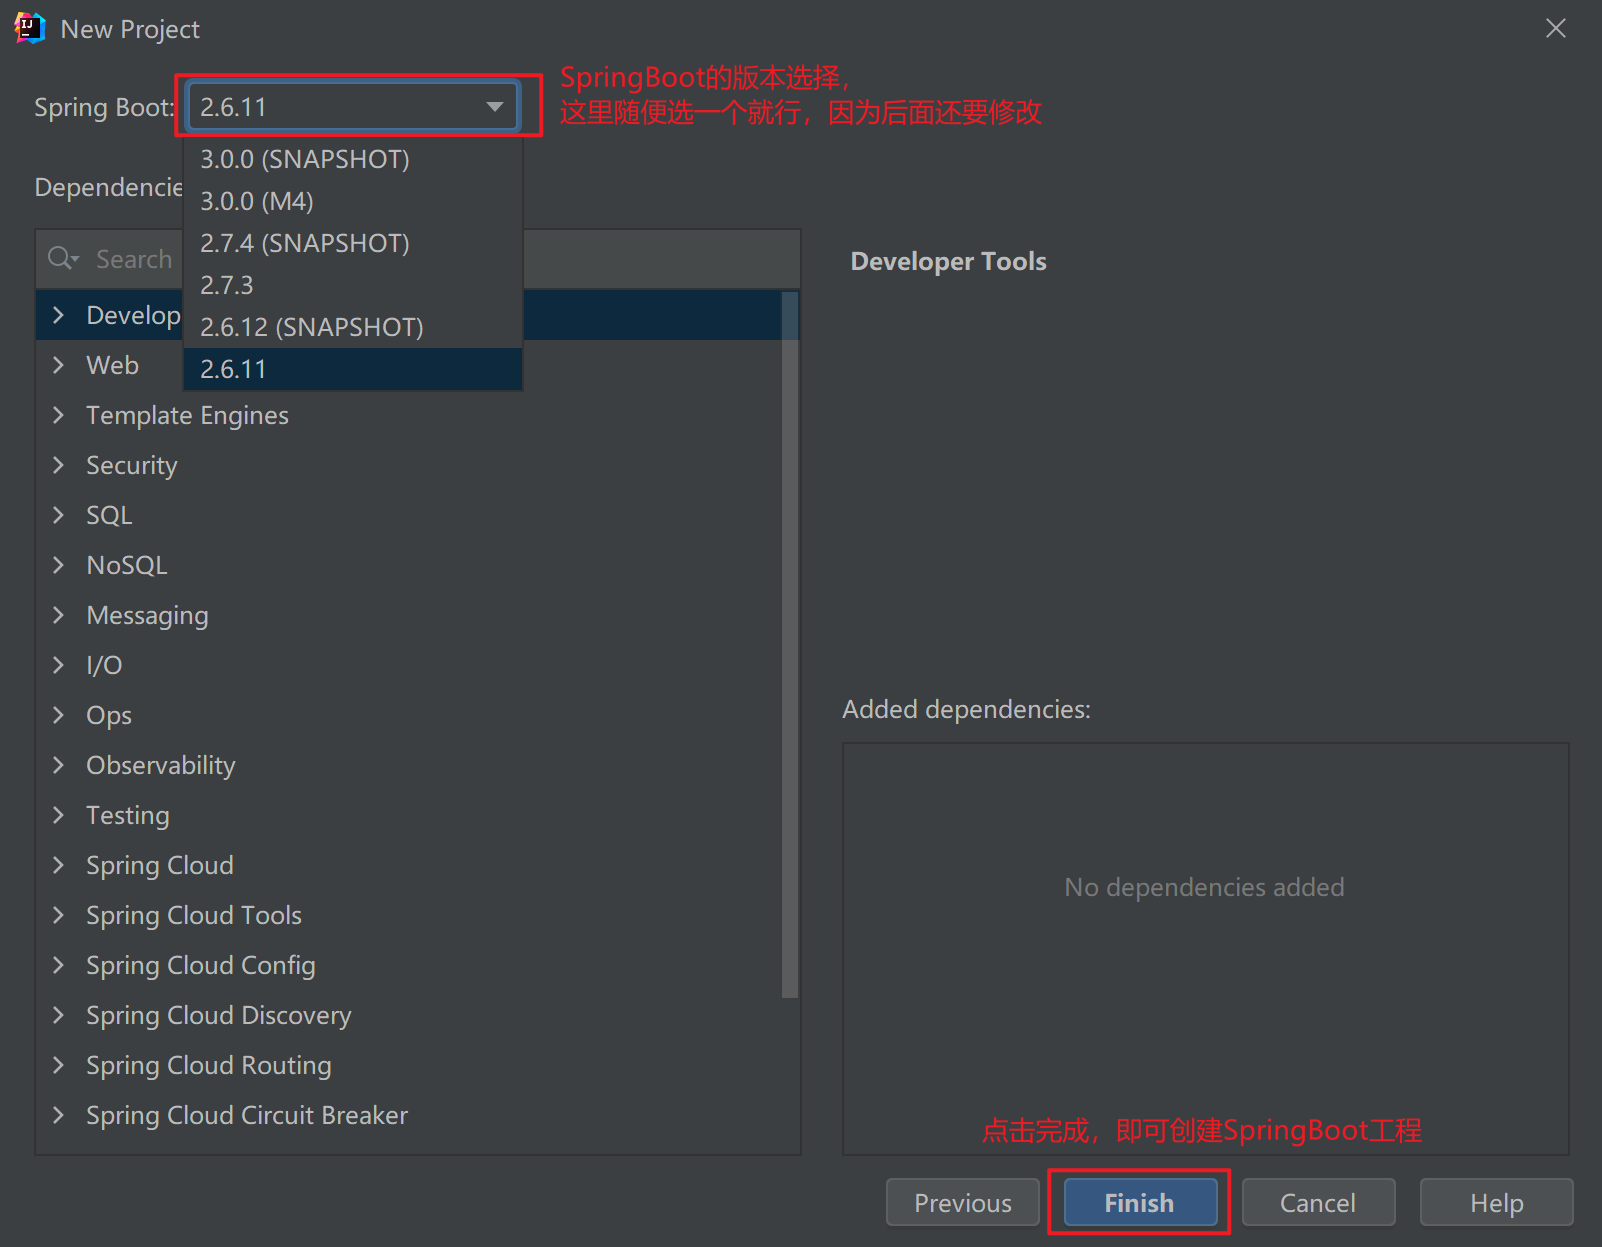 New Project
Spring Boot:
2.6.11
SpringBoot的版本选择，
这里随便选一个就行，因为后面还要修改
3.0.0 (SNAPSHOT)
3.0.0 (M4)
2.7.4 (SNAPSHOT)
2.7.3
2.6.12 (SNAPSHOT)
2.6.11
Dependencie
Search
Develop
Web
Template Engines
Security
SQL
NoSQL
Messaging
I/O
Ops
Observability
Testing
Spring Cloud
Spring Cloud Tools
Spring Cloud Config
Spring Cloud Discovery
Spring Cloud Routing
Spring Cloud Circuit Breaker
Developer Tools
Added dependencies:
No dependencies added
点击完成，即可创建SpringBoot工程
Previous
Finish
Cancel
Help